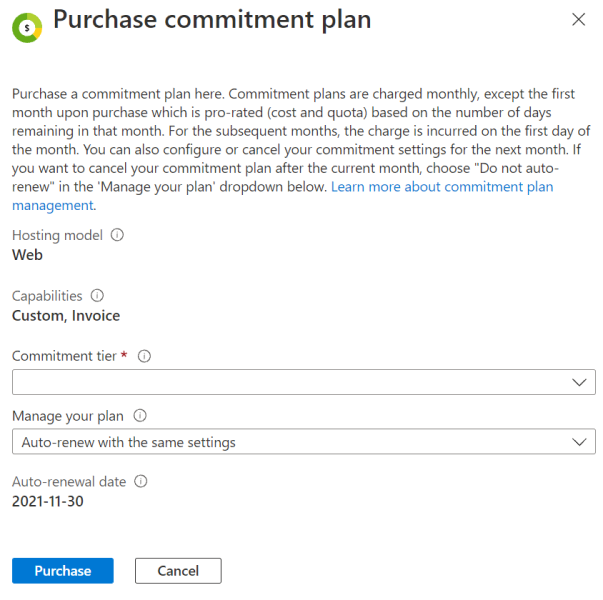 $
Purchase commitment plan
Purchase a commitment plan here. Commitment plans are charged monthly, except the first
month upon purchase which is pro-rated (cost and quota) based on the number of days
remaining in that month. For the subsequent months, the charge is incurred on the first day of
the month. You can also configure or cancel your commitment settings for the next month. If
you want to cancel your commitment plan after the current month, choose "Do not auto-
renew" in the 'Manage your plan' dropdown below. Learn more about commitment plan
management.
Hosting model
Web
Capabilities
Custom, Invoice
Commitment tier *
Manage your plan
Auto-renew with the same settings
Auto-renewal date
2021-11-30
Purchase Cancel